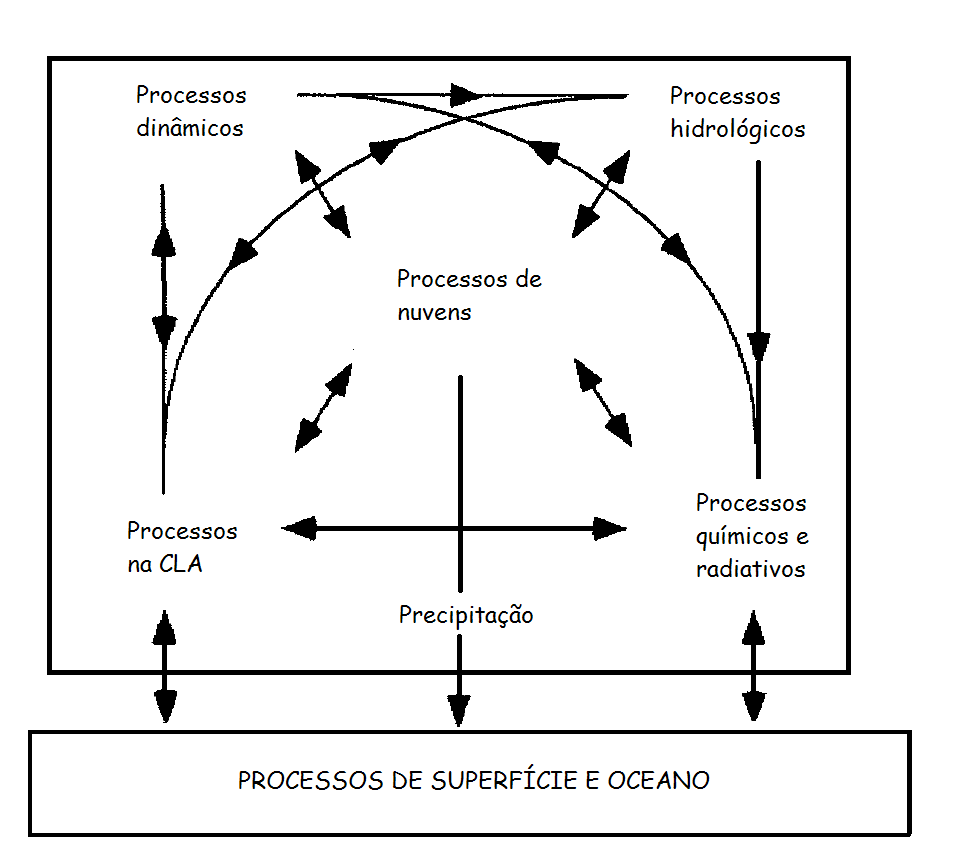 Processos
dinâmicos
Processos
hidrológicos
Processos de
nuvens
Processos
na CLA
Processos
químicos e
radiativos
Precipitação
PROCESSOS DE SUPERFÍCIE E OCEANO